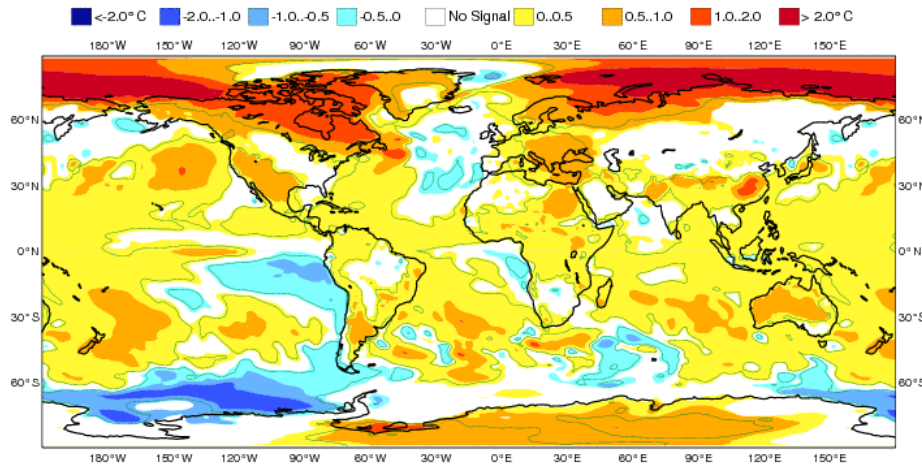 <-2.0°C -2.0..-1.0 -1.0..-0.5 -0.5..0 No Signal 0..0.5 0.5..1.0 1.0..2.0 > 2.0°C
180°W 150°W 120°W 90°W 60°W 30°W 0°E 30°E 60°E 90°E 120°E 150°E
60°N 60°N
30°N 30°N
0°N 0°N
30°S 30°S
60°S 60°S
180°W 150°W 120°W 90°W 60°W 30°W 0°E 30°E 60°E 90°E 120°E 150°E